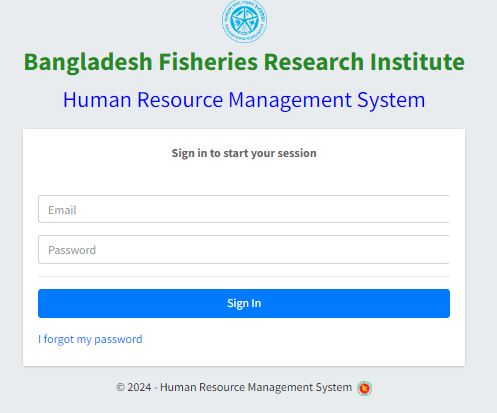 Bangladesh Fisheries Research Institute
Human Resource Management System
Sign in to start your session
Email
Password
Sign In
I forgot my password
© 2024 - Human Resource Management System